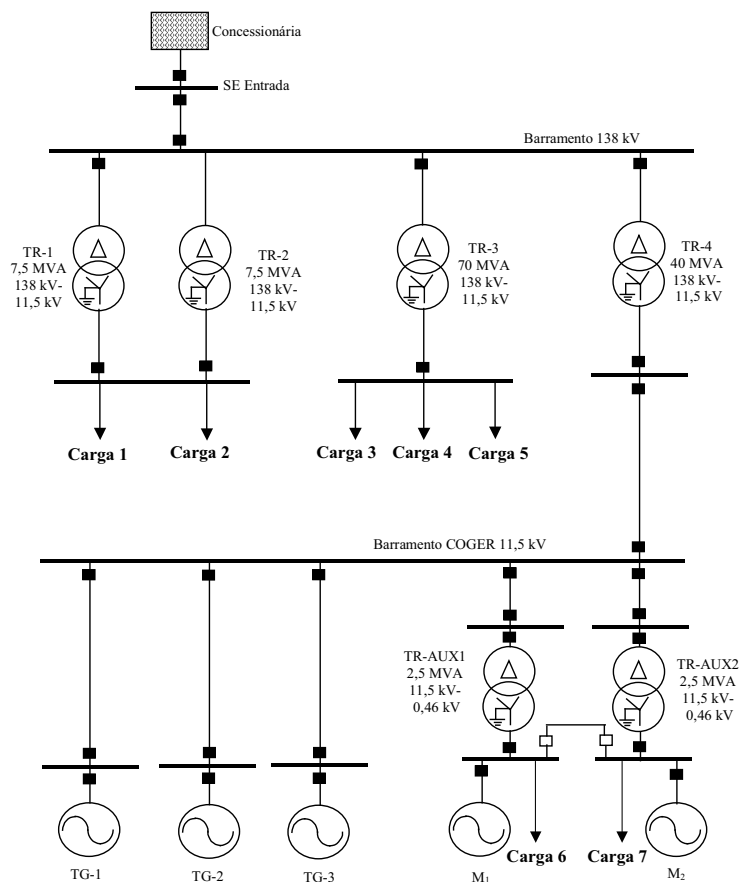 Concessionária
SE Entrada
Barramento 138 kV
TR-1
7,5 MVA
138 kV-
11,5 kV
TR-2
7,5 MVA
138 kV-
11,5 kV
TR-3
70 MVA
138 kV-
11,5 kV
TR-4
40 MVA
138 kV-
11,5 kV
Carga 1
Carga 2
Carga 3
Carga 4
Carga 5
Barramento COGER 11,5 kV
TR-AUX1
2,5 MVA
11,5 kV-
0,46 kV
TR-AUX2
2,5 MVA
11,5 kV-
0,46 kV
TG-1
TG-2
TG-3
M₁
Carga 6
Carga 7
M₂